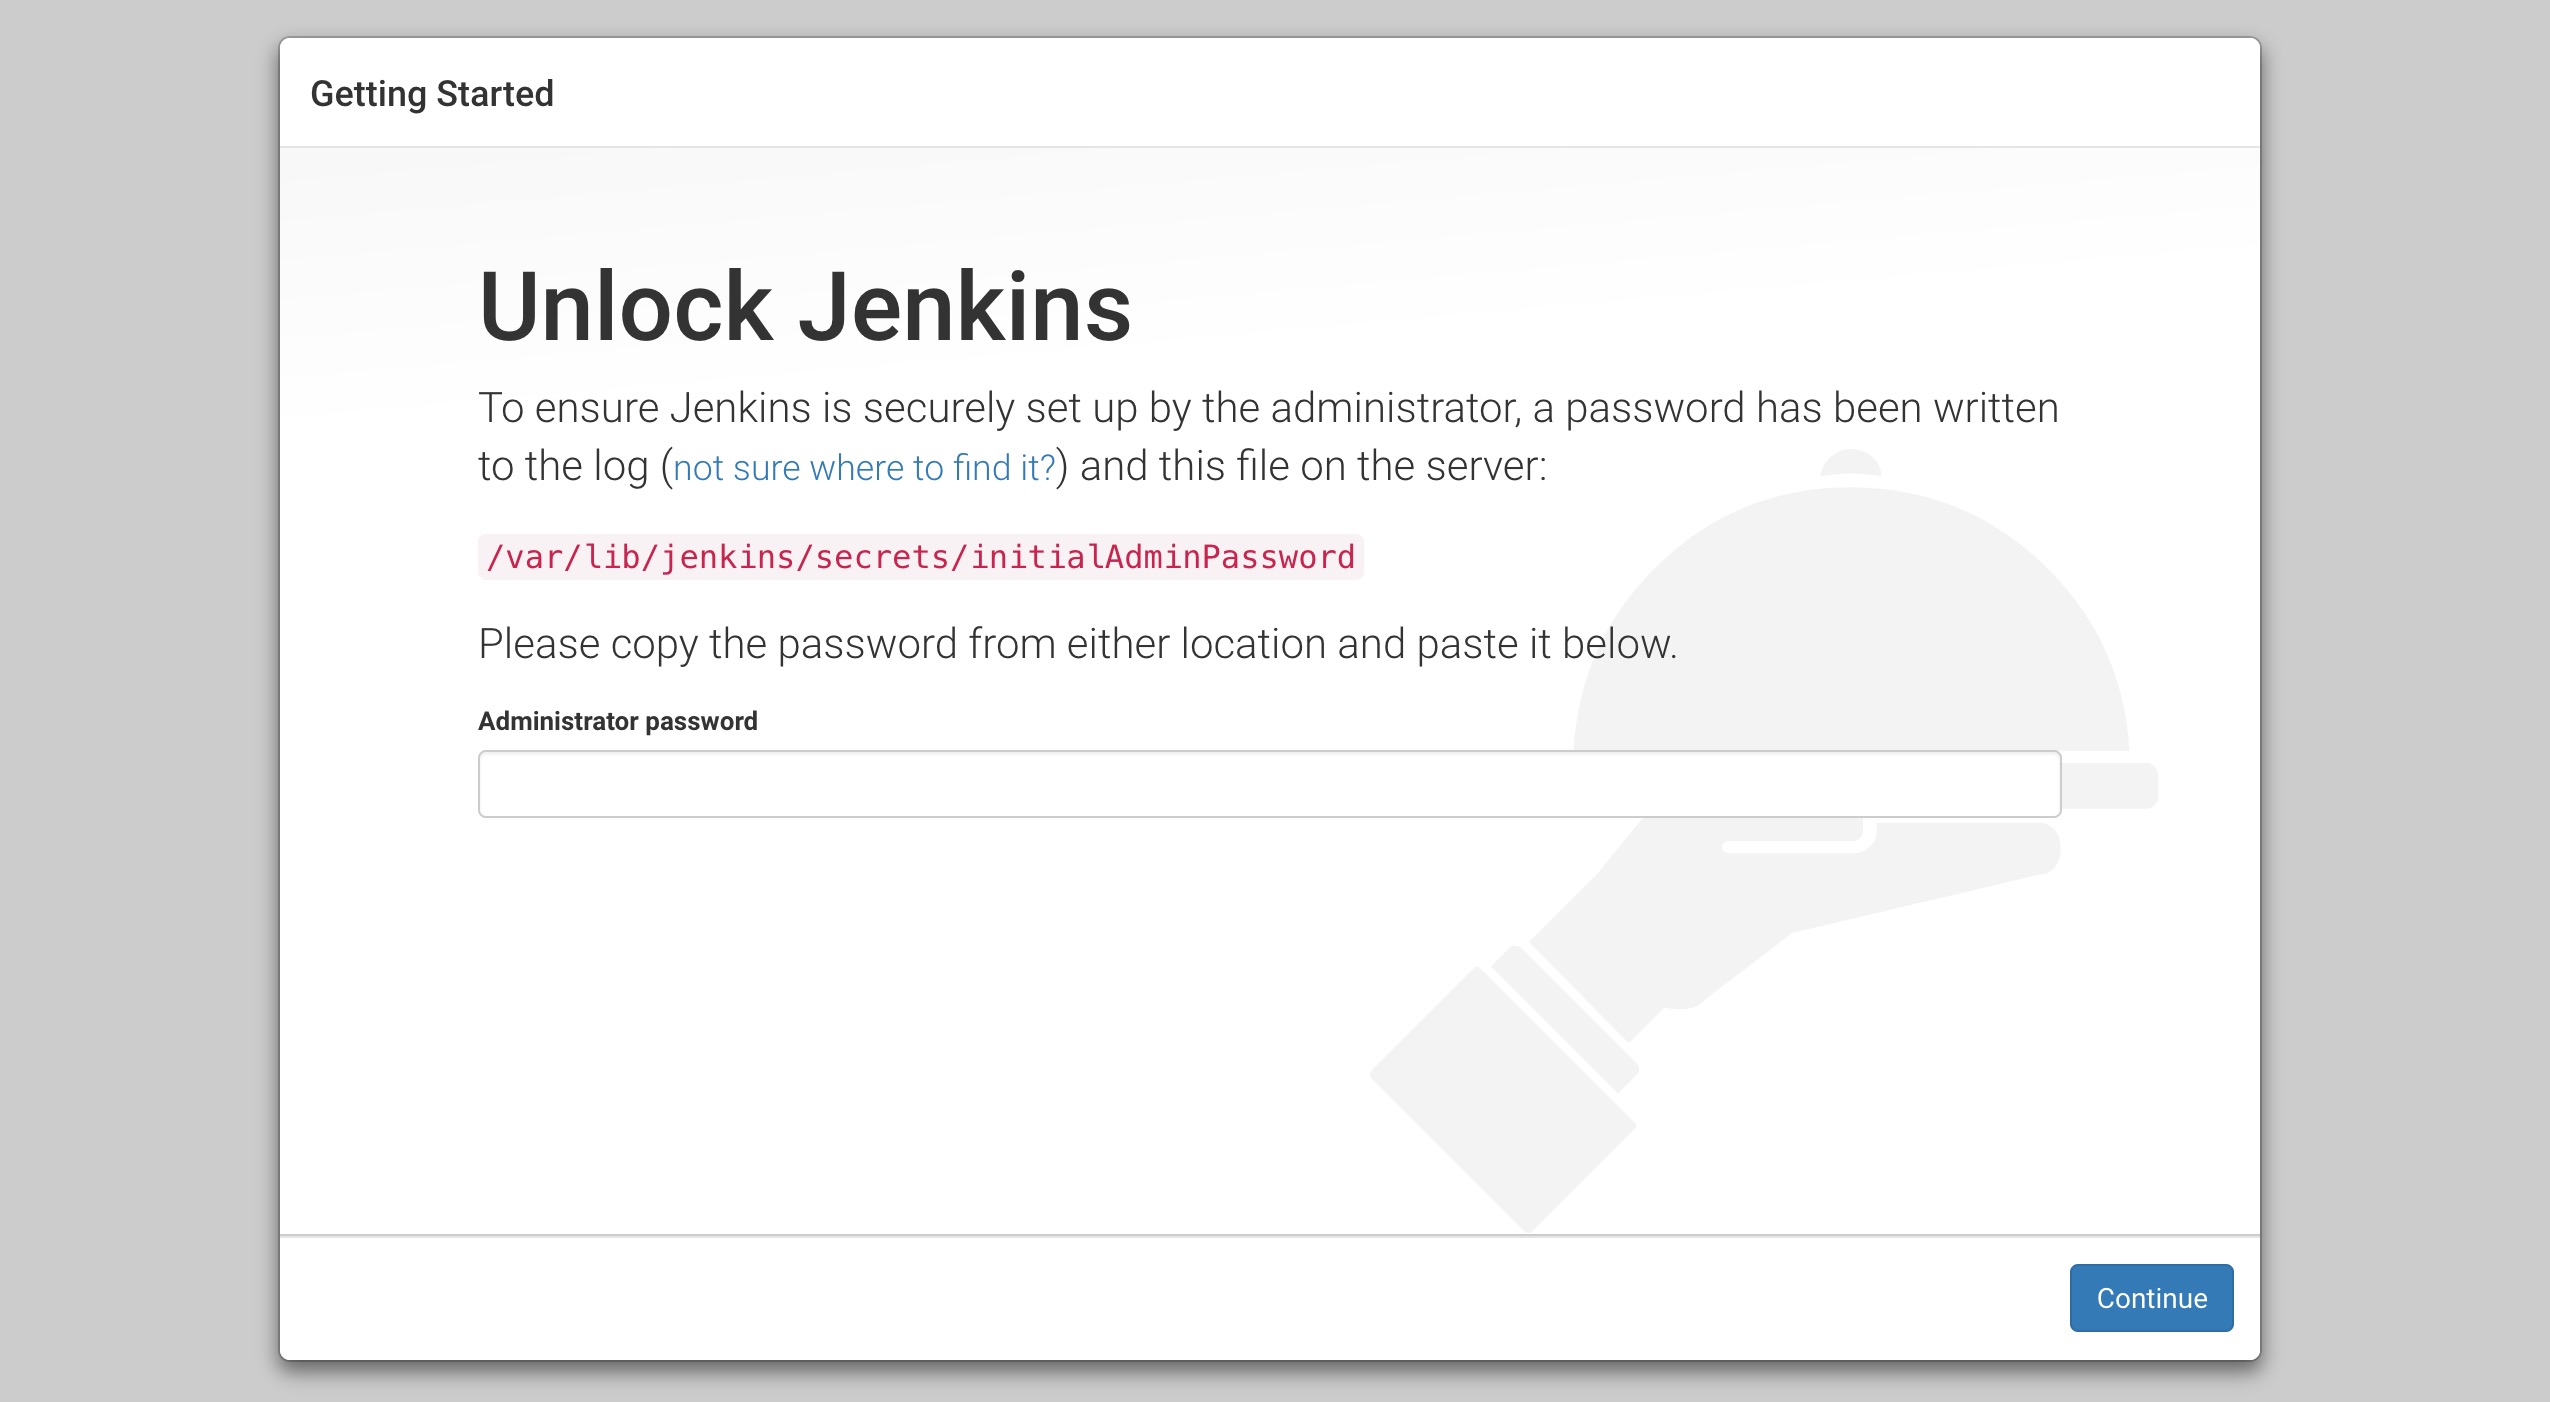 Getting Started
Unlock Jenkins
To ensure Jenkins is securely set up by the administrator, a password has been written
to the log (not sure where to find it?) and this file on the server:
/var/lib/jenkins/secrets/initialAdminPassword
Please copy the password from either location and paste it below.
Administrator password
Continue